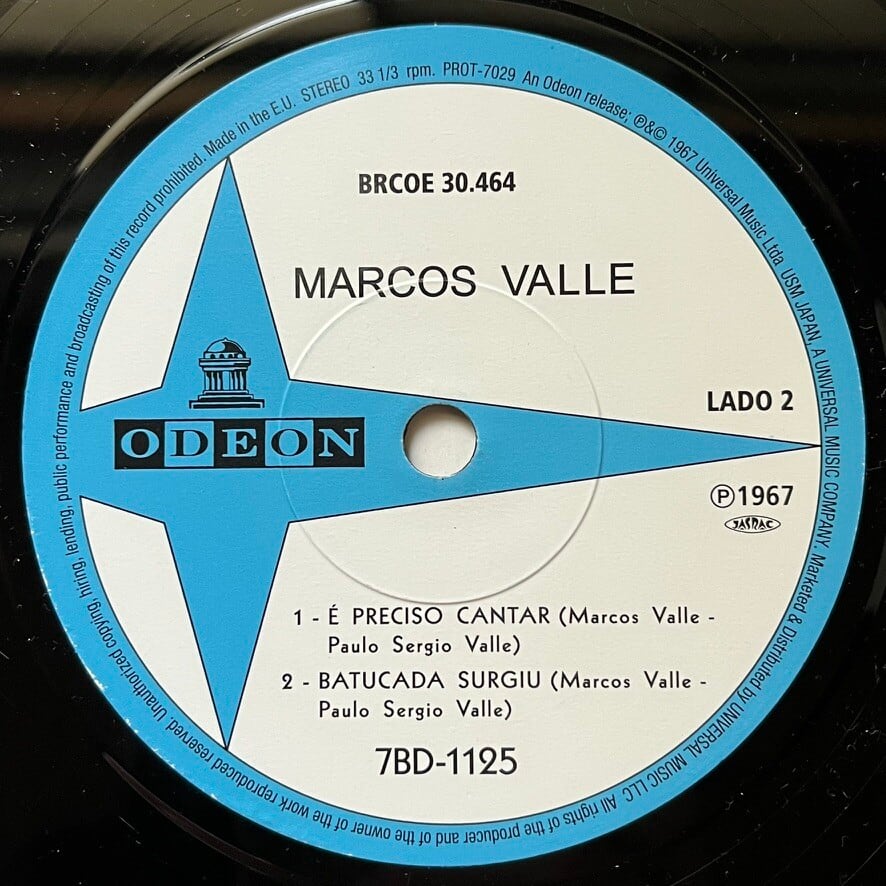 Unauthorized copying, hiring, lending, public performance and broadcasting of this record prohibited. Made in the E.U. STEREO 33 1/3 rpm. PROT-7029 An Odeon release; ℗&© 1967 Universal Music Ltda USM JAPAN, A UNIVERSAL MUSIC COMPANY. Marketed & Distributed by UNIVERSAL MUSIC LLC All rights of the producer and of the owner of the work reproduced reserved.
BRCOE 30.464
MARCOS VALLE
LADO 2
ODEON
℗1967
JASRAC
1 - É PRECISO CANTAR (Marcos Valle -
Paulo Sergio Valle)
2 - BATUCADA SURGIU (Marcos Valle -
Paulo Sergio Valle)
7BD-1125